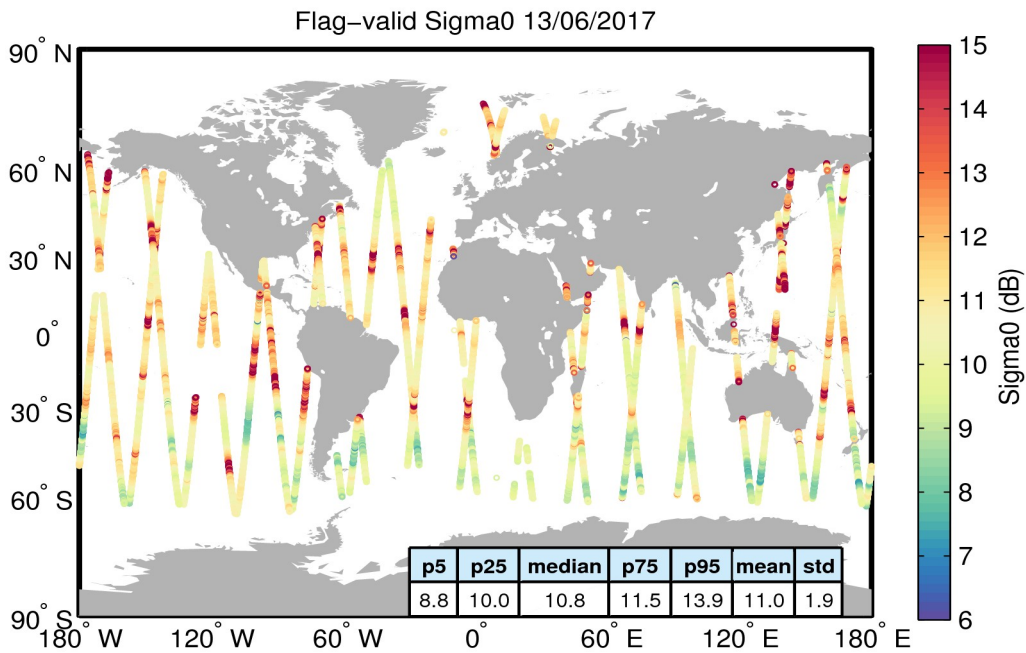 Flag−valid Sigma0 13/06/2017
90° N
60° N
30° N
0°
30° S
60° S
90° S
180° W
120° W
60° W
0°
60° E
120° E
180° E
15
14
13
12
11
10
9
8
7
6
Sigma0 (dB)
p5 p25 median p75 p95 mean std
8.8 10.0 10.8 11.5 13.9 11.0 1.9